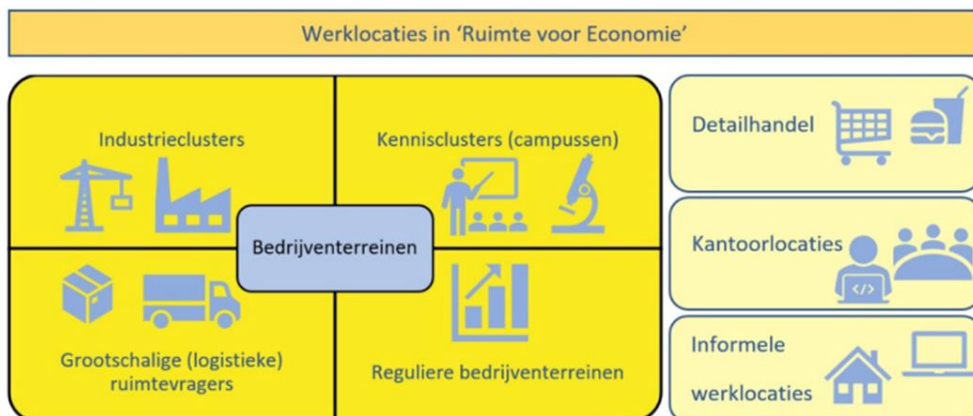 Werklocaties in ‘Ruimte voor Economie’
Industrieclusters
Kennisclusters (campussen)
Bedrijventerreinen
Grootschalige (logistieke)
ruimtevragers
Reguliere bedrijventerreinen
Detailhandel
Kantoorlocaties
</>
Informele
werklocaties